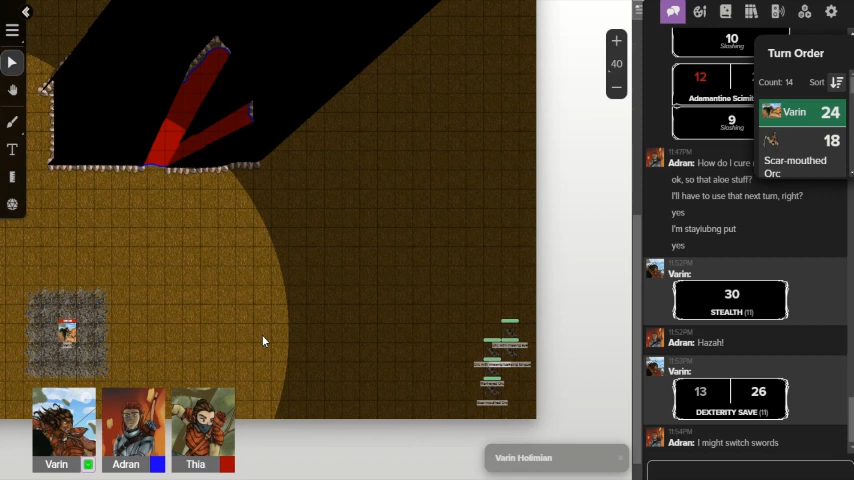 40
Varin
Adran
Thia
Varin Holimian
10
Slashing
12
Adamantine Scimit
9
Slashing
Turn Order
Count: 14 Sort
Varin 24
18
Scar-mouthed
Orc
11:47PM
Adran: How do I cure
ok, so that aloe stuff?
I'll have to use that next turn, right?
yes
I'm stayiubng put
yes
11:52PM
Varin:
30
STEALTH (11)
11:52PM
Adran: Hazah!
11:53PM
Varin:
13 26
DEXTERITY SAVE (11)
11:54PM
Adran: I might switch swords